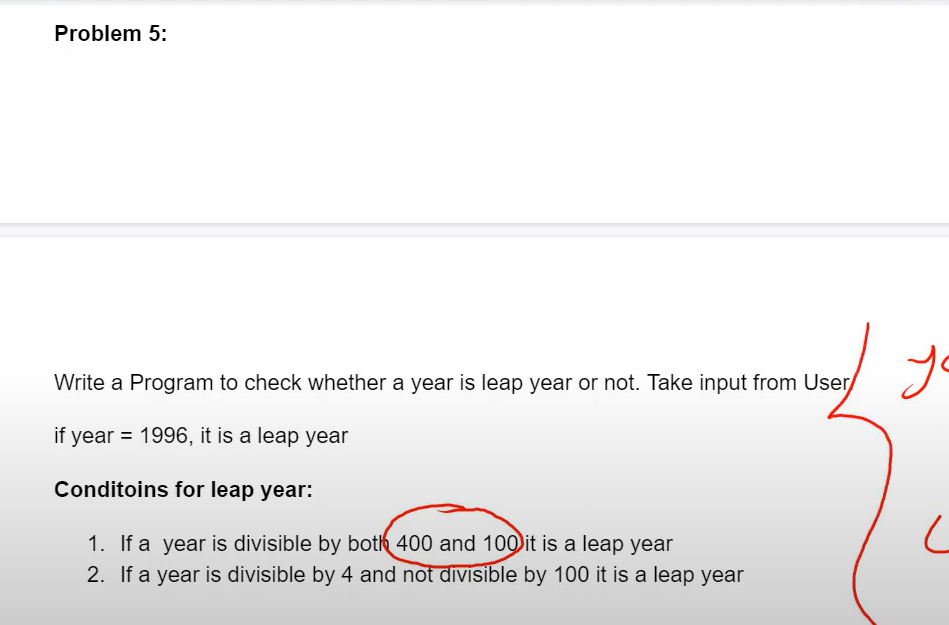 Problem 5:
Write a Program to check whether a year is leap year or not. Take input from User,
if year = 1996, it is a leap year
Conditoins for leap year:
1. If a  year is divisible by both 400 and 100 it is a leap year
2. If a year is divisible by 4 and not divisible by 100 it is a leap year